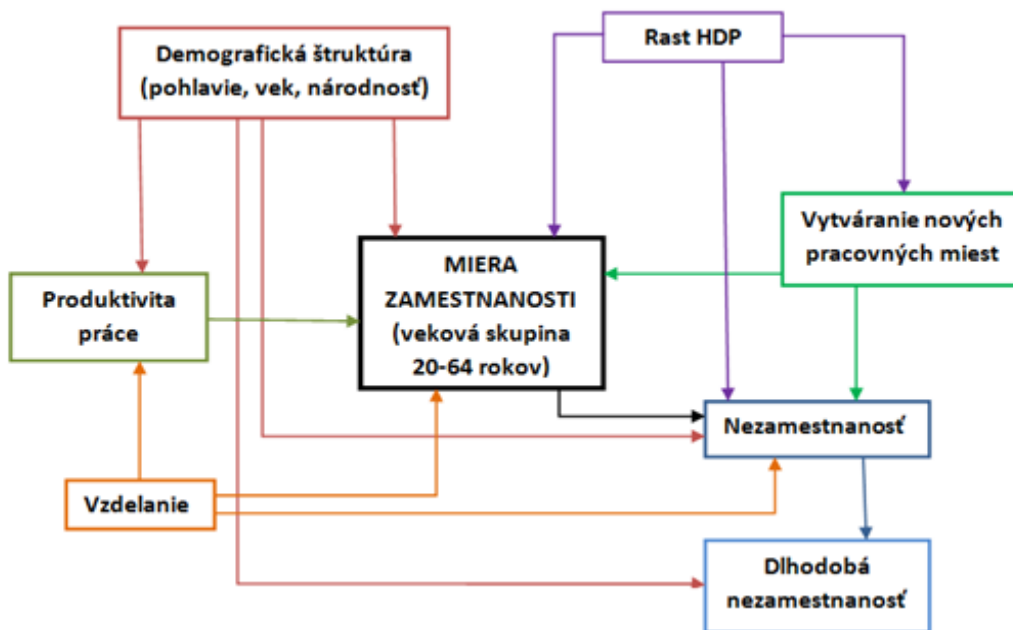 Demografická štruktúra
(pohlavie, vek, národnosť)
Rast HDP
Vytváranie nových
pracovných miest
MIERA
ZAMESTNANOSTI
(veková skupina
20-64 rokov)
Produktivita
práce
Nezamestnanosť
Vzdelanie
Dlhodobá
nezamestnanosť